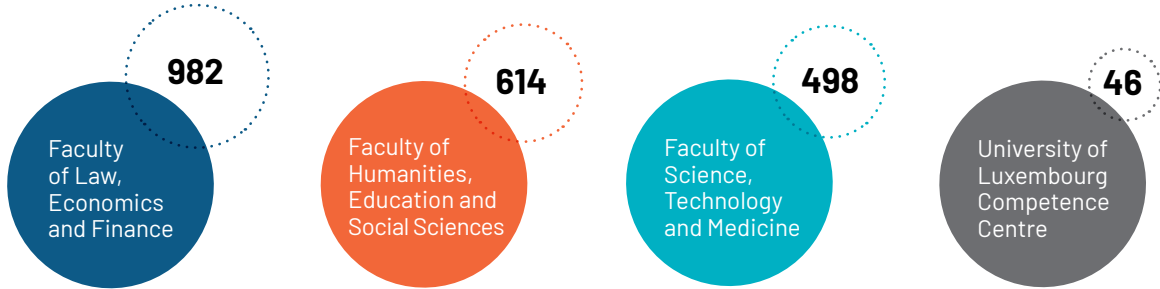 982
Faculty
of Law,
Economics
and Finance
614
Faculty of
Humanities,
Education and
Social Sciences
498
Faculty of
Science,
Technology
and Medicine
46
University of
Luxembourg
Competence
Centre